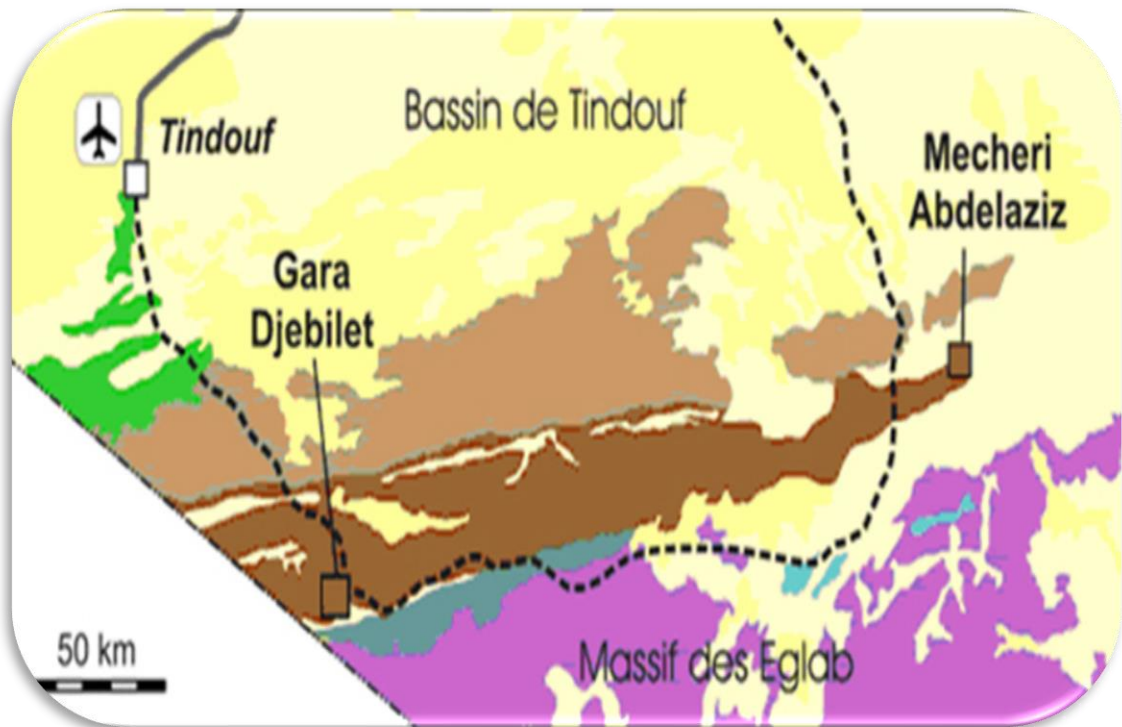 Bassin de Tindouf
Tindouf
Mecheri
Abdelaziz
Gara
Djebilet
50 km
Massif des Eglab